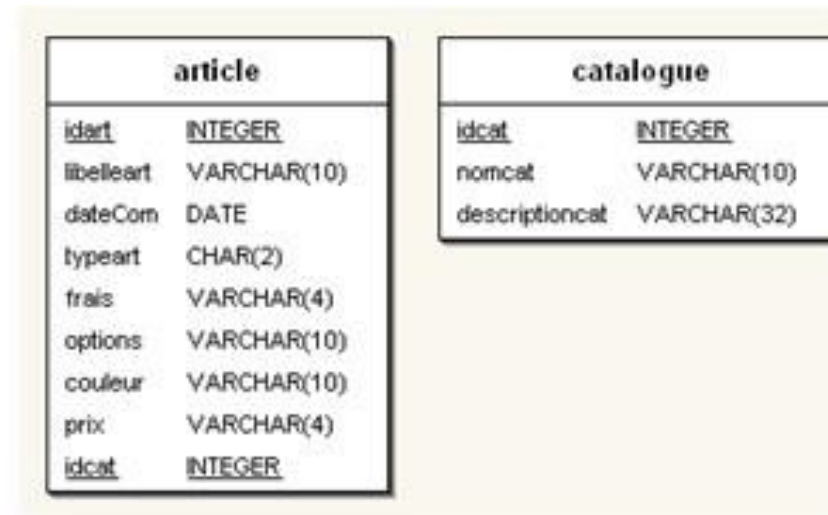 article
idart INTEGER
libelleart VARCHAR(10)
dateCom DATE
typeart CHAR(2)
frais VARCHAR(4)
options VARCHAR(10)
couleur VARCHAR(10)
prix VARCHAR(4)
idcat INTEGER
catalogue
idcat INTEGER
nomcat VARCHAR(10)
descriptioncat VARCHAR(32)